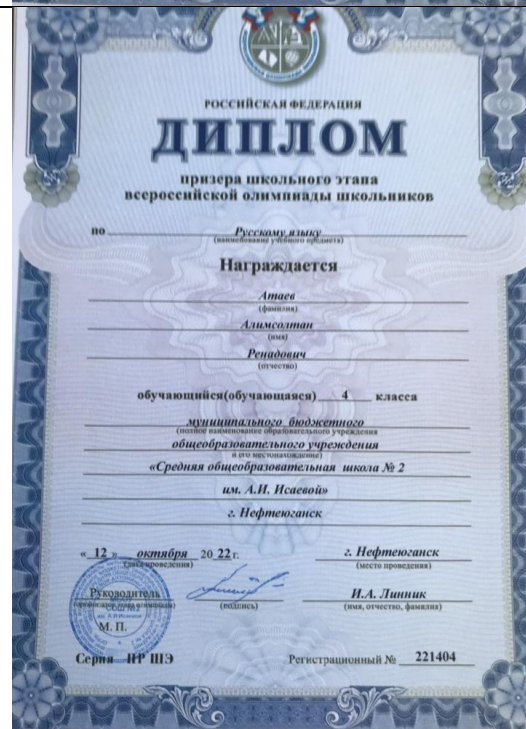 РОССИЙСКАЯ ФЕДЕРАЦИЯ
ДИПЛОМ
призера школьного этапа
всероссийской олимпиады школьников
по Русскому языку
(наименование учебного предмета)
Награждается
Атаев
(фамилия)
Алимсолтан
(имя)
Ренадович
(отчество)
обучающийся(обучающаяся) 4 класса
муниципального бюджетного
(полное наименование образовательного учреждения
общеобразовательного учреждения
и его местонахождение)
«Средняя общеобразовательная школа № 2
им. А.И. Исаевой»
г. Нефтеюганск
« 12 » октября 20 22 г. г. Нефтеюганск
(дата проведения) (место проведения)
Руководитель И.А. Линник
(подпись) (имя, отчество, фамилия)
М. П.
Серия ПР ШЭ Регистрационный № 221404